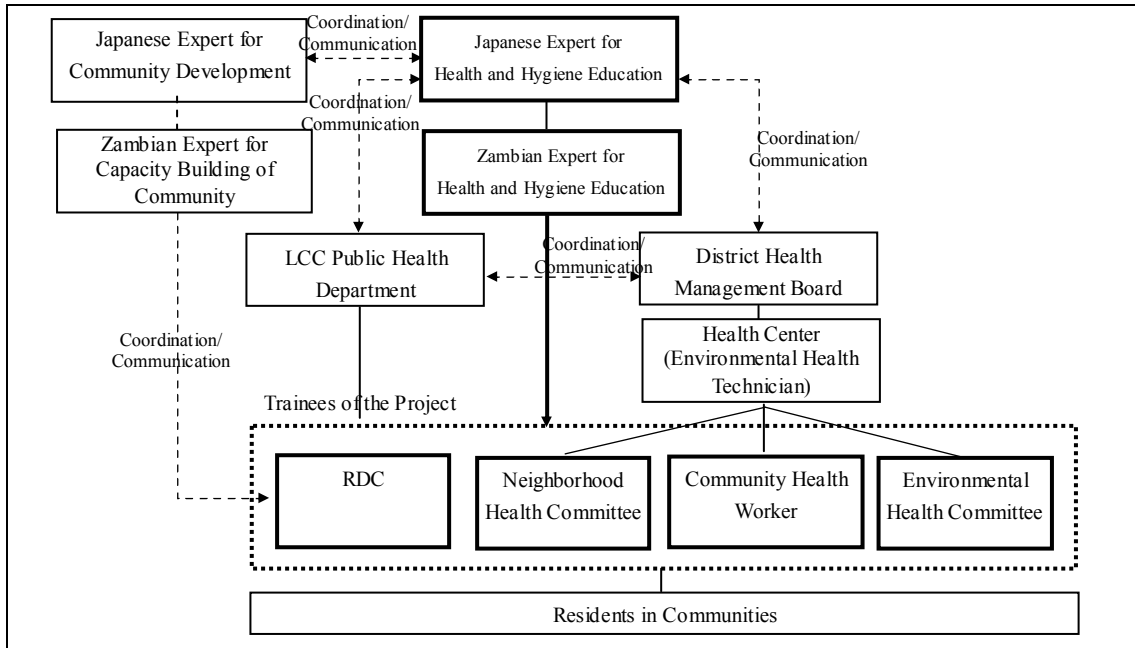 Coordination/
Communication
Japanese Expert for
Community Development
Japanese Expert for
Health and Hygiene Education
Coordination/
Communication
Coordination/
Communication
Zambian Expert for
Capacity Building of
Community
Zambian Expert for
Health and Hygiene Education
LCC Public Health
Department
Coordination/
Communication
District Health
Management Board
Coordination/
Communication
Health Center
(Environmental Health
Technician)
Trainees of the Project
RDC
Neighborhood
Health Committee
Community Health
Worker
Environmental
Health Committee
Residents in Communities